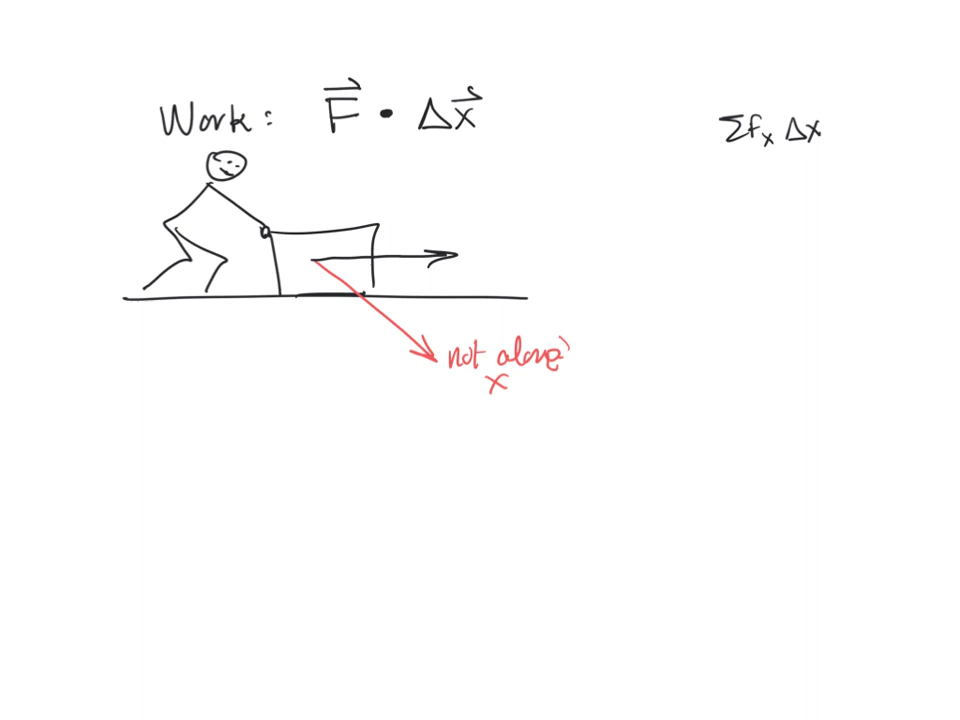 Work: F⃗ • Δx⃗
ΣFx Δx
not along
x